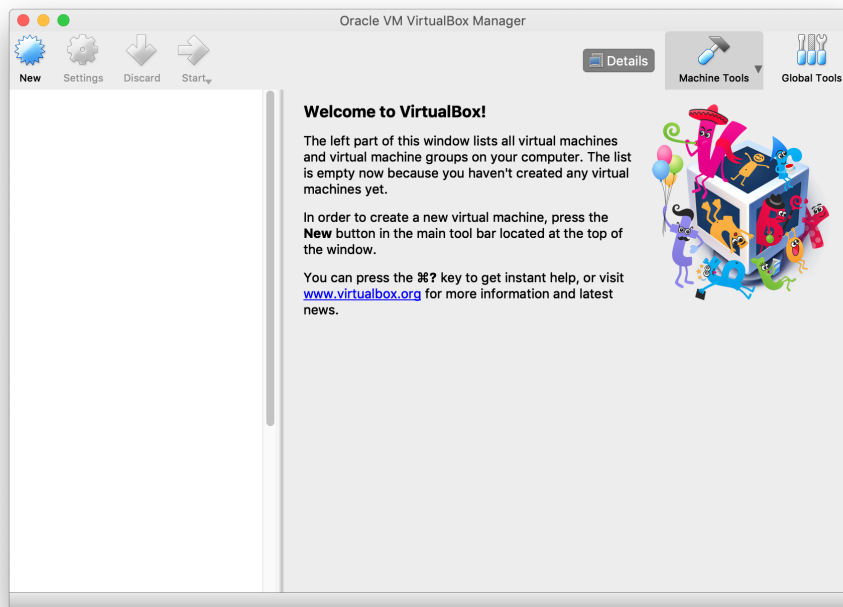 Oracle VM VirtualBox Manager
New
Settings
Discard
Start
Details
Machine Tools
Global Tools
Welcome to VirtualBox!
The left part of this window lists all virtual machines
and virtual machine groups on your computer. The list
is empty now because you haven't created any virtual
machines yet.
In order to create a new virtual machine, press the
New button in the main tool bar located at the top of
the window.
You can press the ⌘? key to get instant help, or visit
www.virtualbox.org for more information and latest
news.